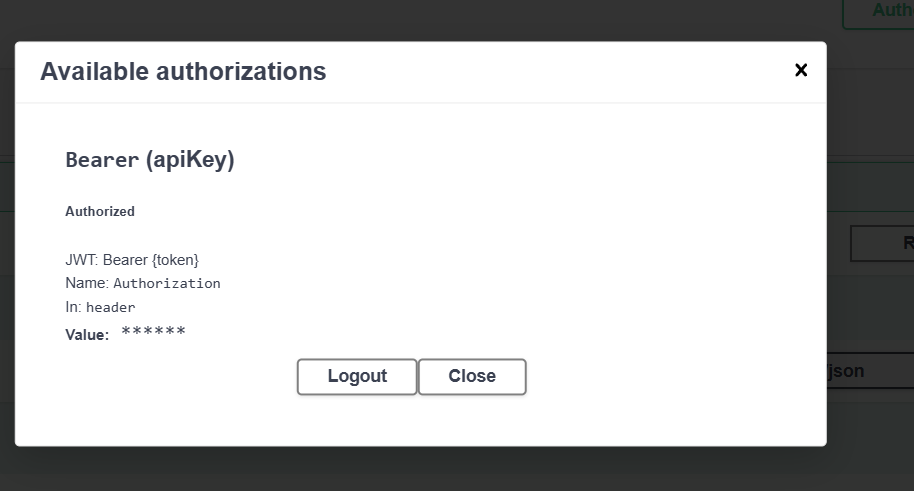 Auth
Available authorizations
×
Bearer (apiKey)
Authorized
JWT: Bearer {token}
Name: Authorization
In: header
Value: ******
Logout
Close
R
/json